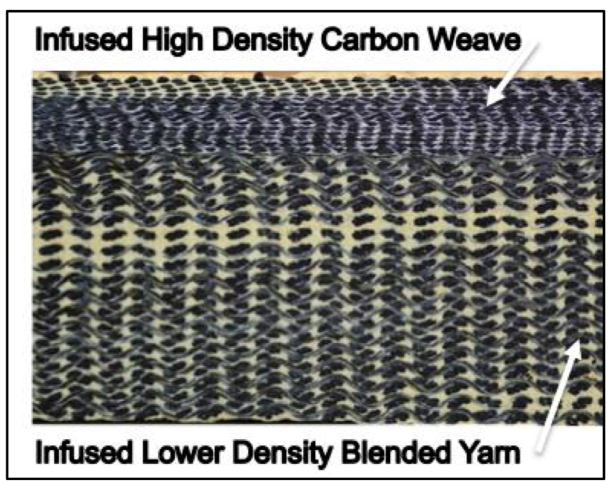 Infused High Density Carbon Weave
Infused Lower Density Blended Yarn